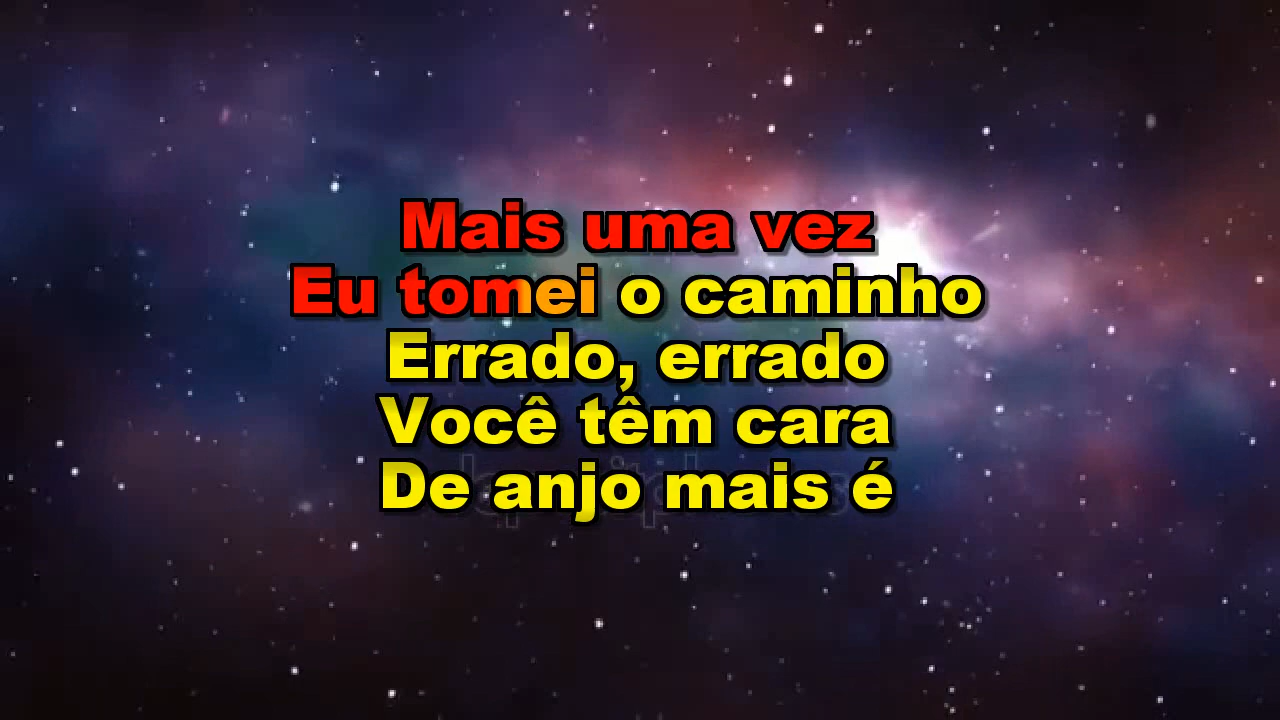 Mais uma vez
Eu tomei o caminho
Errado, errado
Você têm cara
De anjo mais é